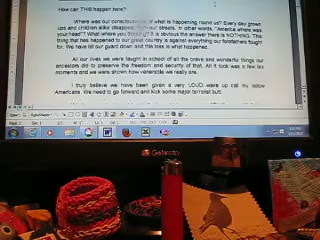 How can THIS happen here?
Where was our consciousness of what is happening round us? Every day grown
ups and children alike disappear from our streets. In other words, "America where was
your head"? What where you thinking? It is obvious the answer there is NOTHING. This
thing that has happened to our great country is against everything our forefathers fought
for. We have let our guard down and this loss is what happened.
All our lives we were taught in school of all the brave and wonderful things our
ancestors did to preserve the freedom and security of that. All it took was a few
moments and we were shown how venerable we really are.
I truly believe we have been given a very LOUD wake up call my fellow
Americans. We need to go forward and kick some major terrorist butt.
Gateway